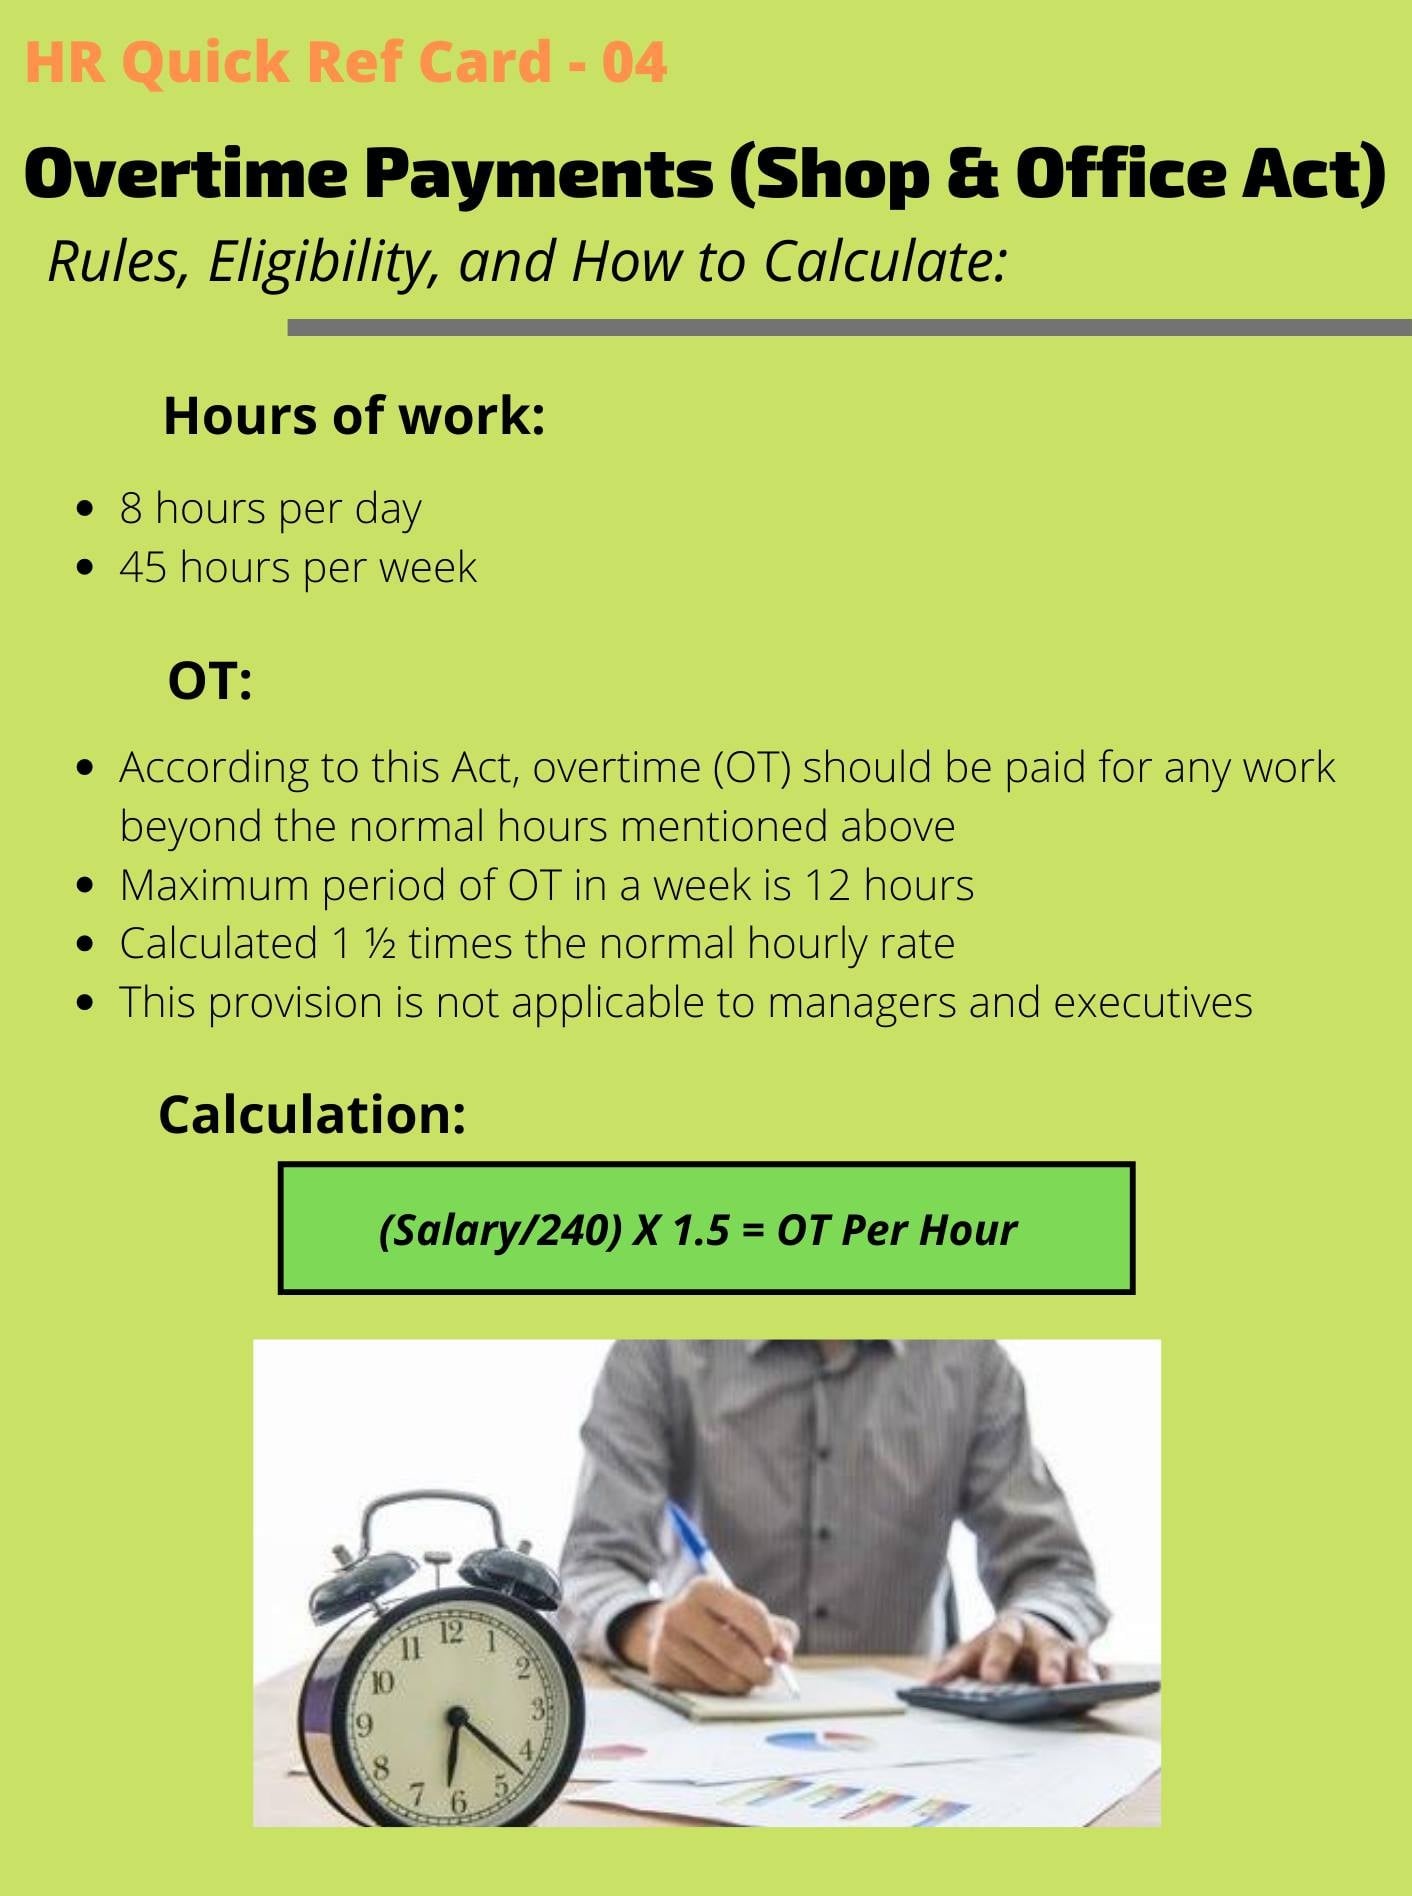 HR Quick Ref Card - 04
Overtime Payments (Shop & Office Act)
Rules, Eligibility, and How to Calculate:
Hours of work:
• 8 hours per day
• 45 hours per week
OT:
• According to this Act, overtime (OT) should be paid for any work
beyond the normal hours mentioned above
• Maximum period of OT in a week is 12 hours
• Calculated 1 ½ times the normal hourly rate
• This provision is not applicable to managers and executives
Calculation:
(Salary/240) X 1.5 = OT Per Hour
12
11 1
10 2
9 3
8 4
7 5
6